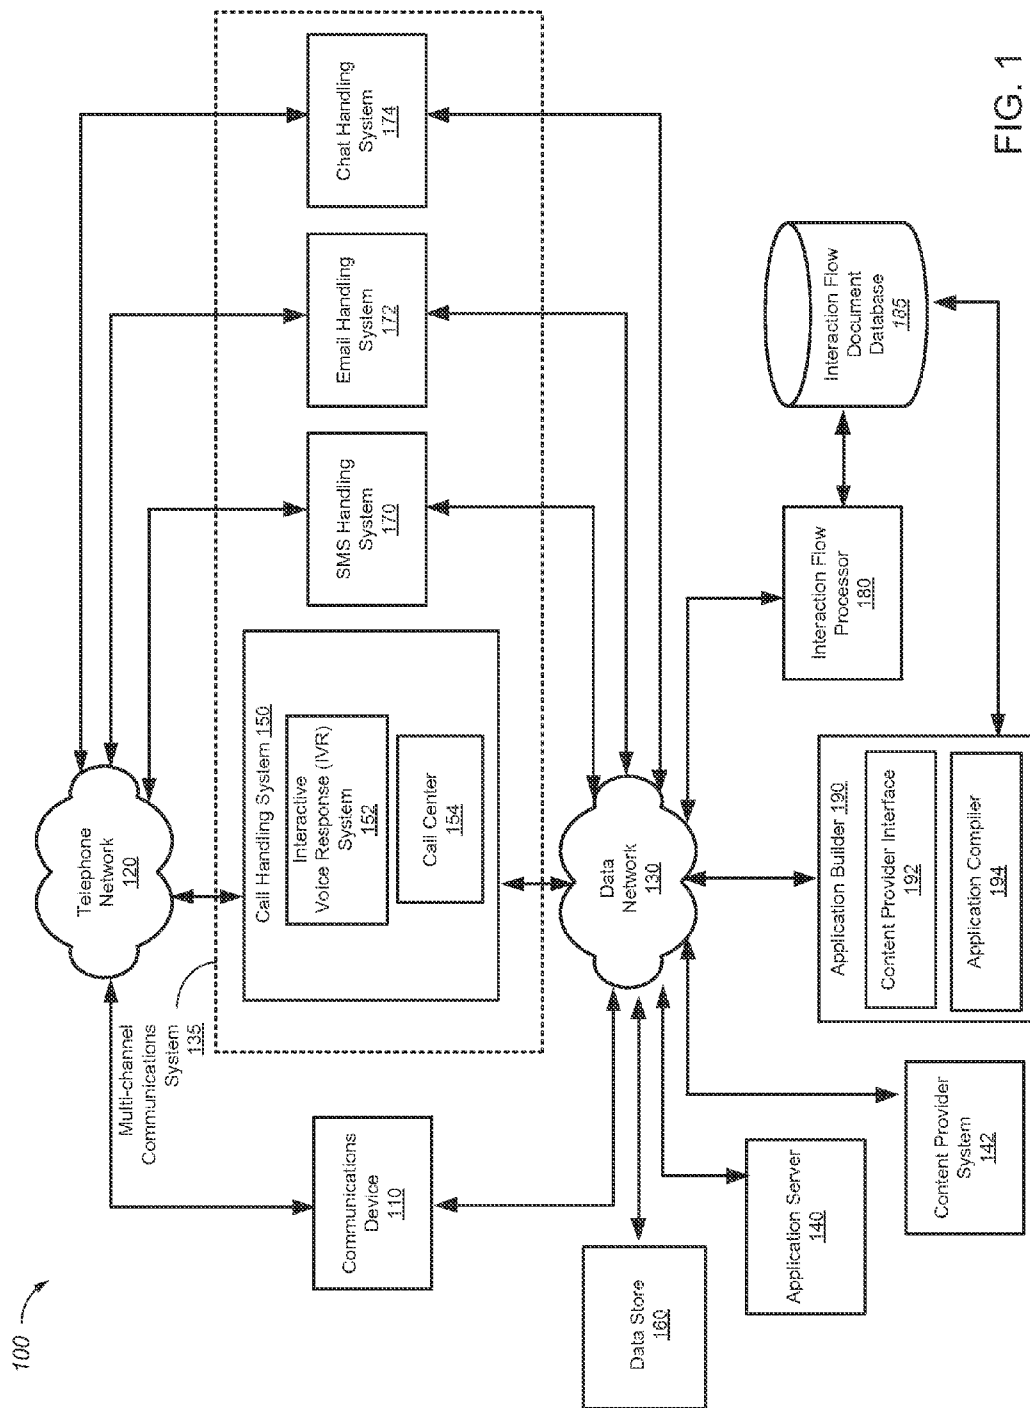 100
Telephone
Network
120
Multi-channel
Communications
System
135
Communications
Device
110
Call Handling System 150
Interactive
Voice Response (IVR)
System
152
Call Center
154
SMS Handling
System
170
Email Handling
System
172
Chat Handling
System
174
Data
Network
130
Data Store
160
Application Server
140
Content Provider
System
142
Application Builder 190
Content Provider Interface
192
Application Compiler
194
Interaction Flow
Processor
180
Interaction Flow
Document
Database
185
FIG. 1